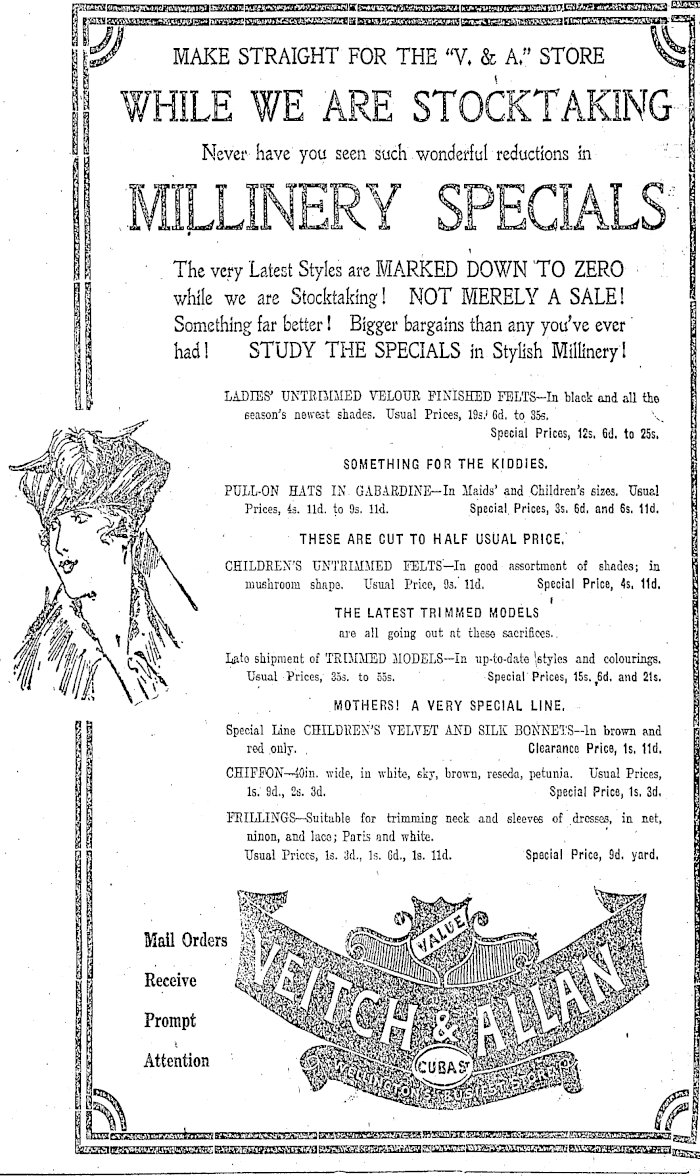 MAKE STRAIGHT FOR THE "V. & A." STORE
WHILE WE ARE STOCKTAKING
Never have you seen such wonderful reductions in
MILLINERY SPECIALS
The very Latest Styles are MARKED DOWN TO ZERO
while we are Stocktaking! NOT MERELY A SALE!
Something far better! Bigger bargains than any you've ever
had! STUDY THE SPECIALS in Stylish Millinery!
LADIES' UNTRIMMED VELOUR FINISHED FELTS—In black and all the
season's newest shades. Usual Prices, 19s. 6d. to 35s.
Special Prices, 12s. 6d. to 25s.
SOMETHING FOR THE KIDDIES.
PULL-ON HATS IN GABARDINE—In Maids' and Children's sizes. Usual
Prices, 4s. 11d. to 9s. 11d. Special Prices, 3s. 6d. and 6s. 11d.
THESE ARE CUT TO HALF USUAL PRICE.
CHILDREN'S UNTRIMMED FELTS—In good assortment of shades; in
mushroom shape. Usual Price, 9s. 11d. Special Price, 4s. 11d.
THE LATEST TRIMMED MODELS
are all going out at these sacrifices.
Late shipment of TRIMMED MODELS—In up-to-date styles and colourings.
Usual Prices, 35s. to 55s. Special Prices, 15s. 6d. and 21s.
MOTHERS! A VERY SPECIAL LINE.
Special Line CHILDREN'S VELVET AND SILK BONNETS—In brown and
red only. Clearance Price, 1s. 11d.
CHIFFON—40in. wide, in white, sky, brown, reseda, petunia. Usual Prices,
1s. 9d., 2s. 3d. Special Price, 1s. 3d.
FRILLINGS—Suitable for trimming neck and sleeves of dresses, in net,
ninon, and lace; Paris and white.
Usual Prices, 1s. 3d., 1s. 6d., 1s. 11d. Special Price, 9d. yard.
Mail Orders
Receive
Prompt
Attention
VALUE
VEITCH & ALLAN
CUBA ST
WELLINGTON'S BUSIEST STORE